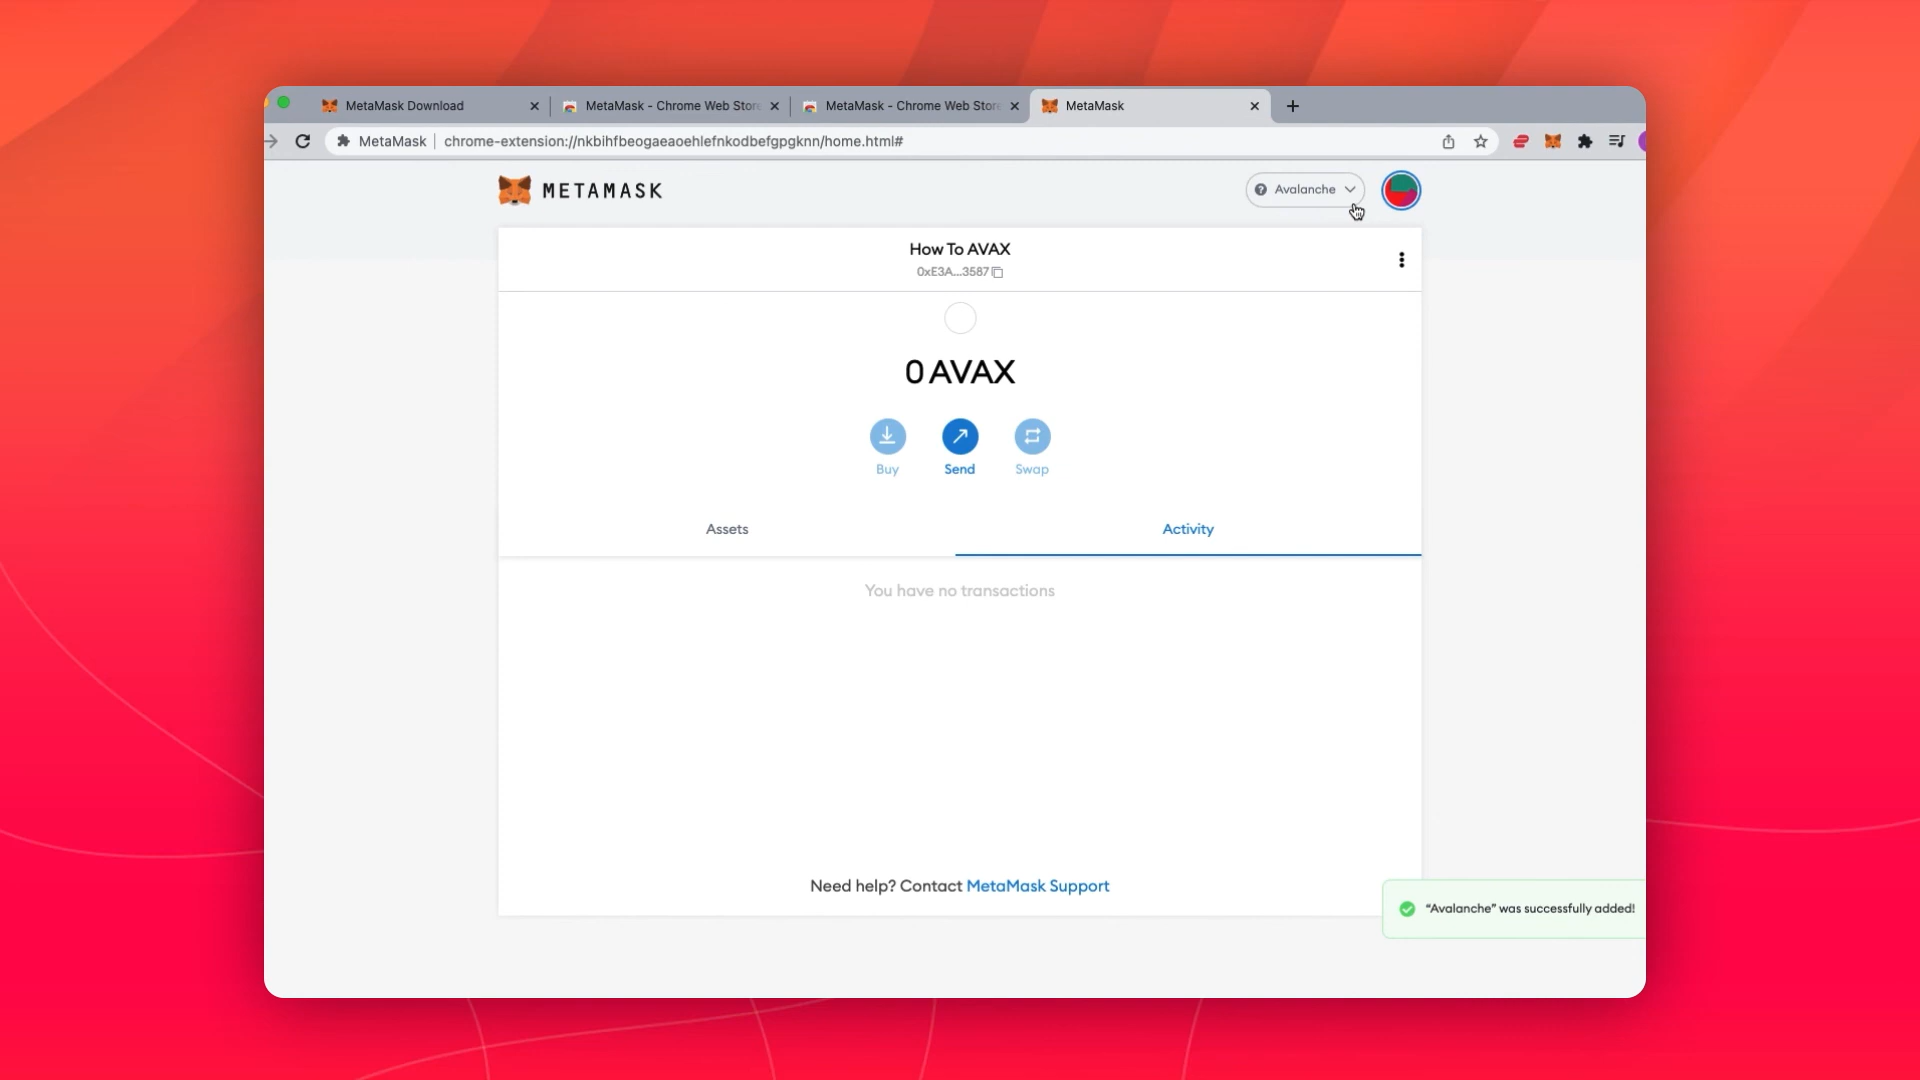 MetaMask Download
MetaMask - Chrome Web Store
MetaMask - Chrome Web Store
MetaMask
MetaMask
chrome-extension://nkbihfbeogaeaoehlefnkodbefgpgknn/home.html#
METAMASK
Avalanche
How To AVAX
0xE3A...3587
0 AVAX
Buy
Send
Swap
Assets
Activity
You have no transactions
Need help? Contact MetaMask Support
“Avalanche” was successfully added!